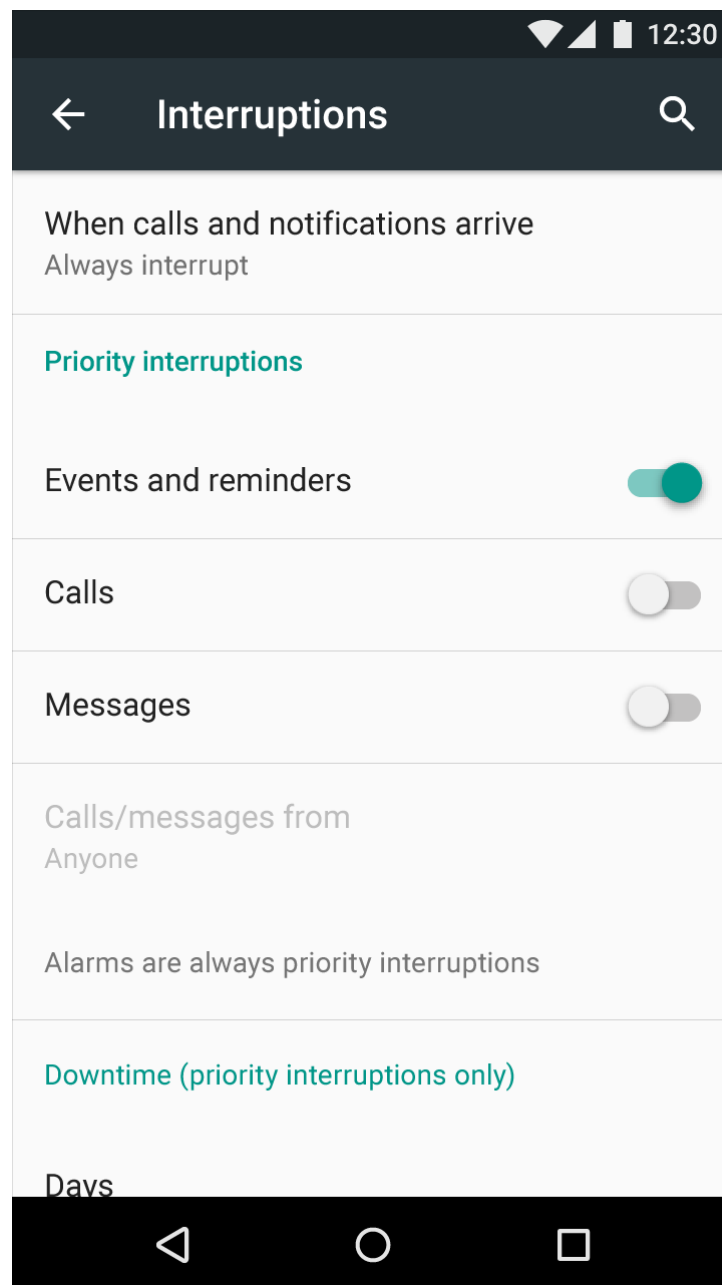 12:30
Interruptions
When calls and notifications arrive
Always interrupt
Priority interruptions
Events and reminders
Calls
Messages
Calls/messages from
Anyone
Alarms are always priority interruptions
Downtime (priority interruptions only)
Days